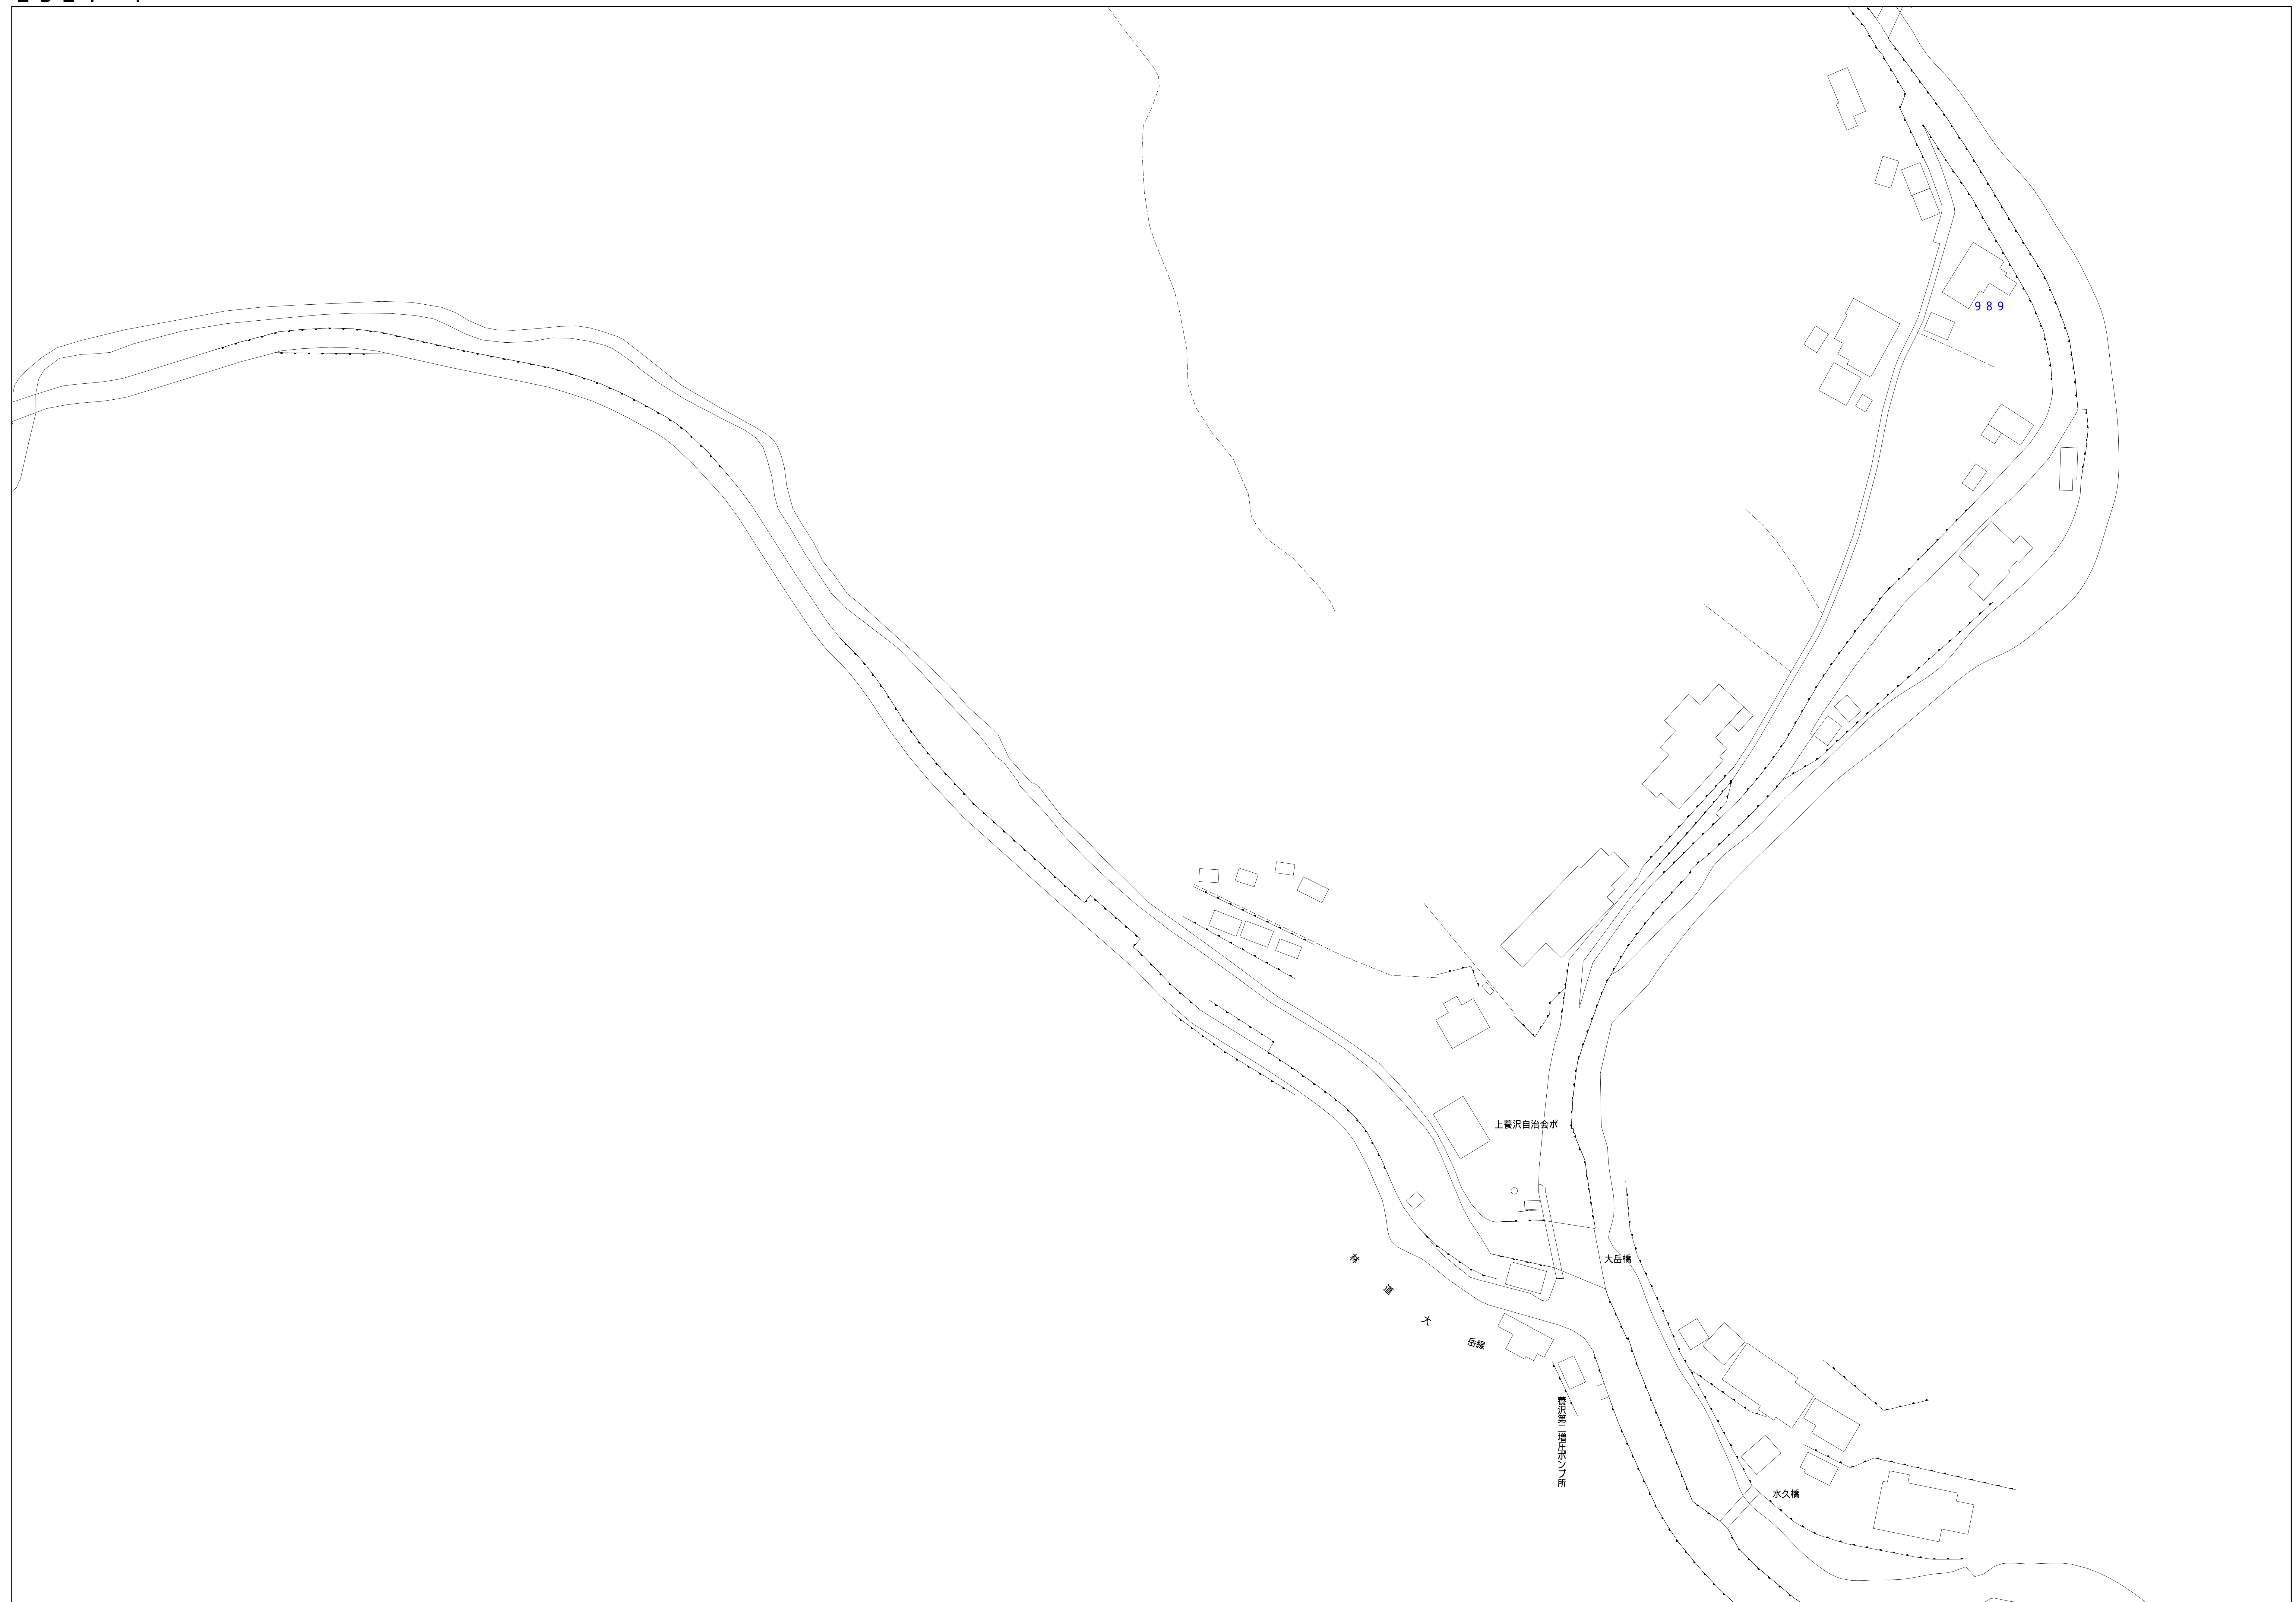 989
上養沢自治会ポ
大岳橋
林道大岳線
養沢第二増圧ポンプ所
水久橋